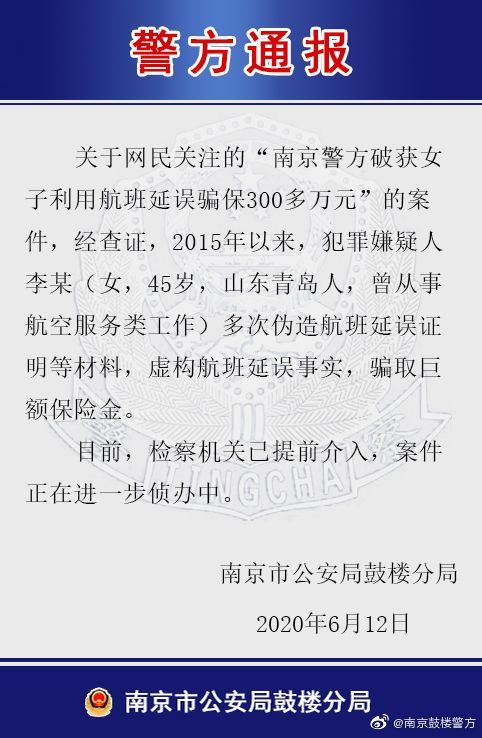 警方通报
关于网民关注的“南京警方破获女
子利用航班延误骗保300多万元”的案
件，经查证，2015年以来，犯罪嫌疑人
李某（女，45岁，山东青岛人，曾从事
航空服务类工作）多次伪造航班延误证
明等材料，虚构航班延误事实，骗取巨
额保险金。
目前，检察机关已提前介入，案件
正在进一步侦办中。
JINGCHA
南京市公安局鼓楼分局
2020年6月12日
南京市公安局鼓楼分局
@南京鼓楼警方